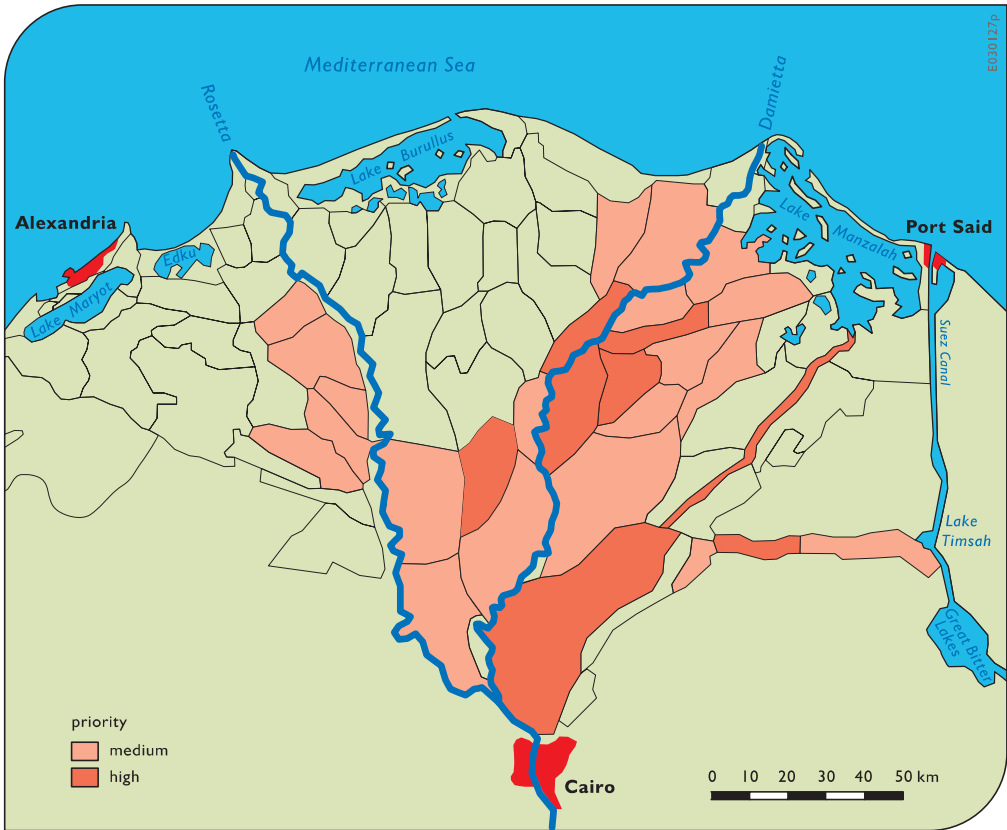 E030127p
Mediterranean Sea
Rosetta
Damietta
Lake Burullus
Alexandria
Lake
Manzalah
Port Said
Edku
Lake Maryot
Suez Canal
Lake
Timsah
Great Bitter
Lakes
priority
medium
high
Cairo
0 10 20 30 40 50 km